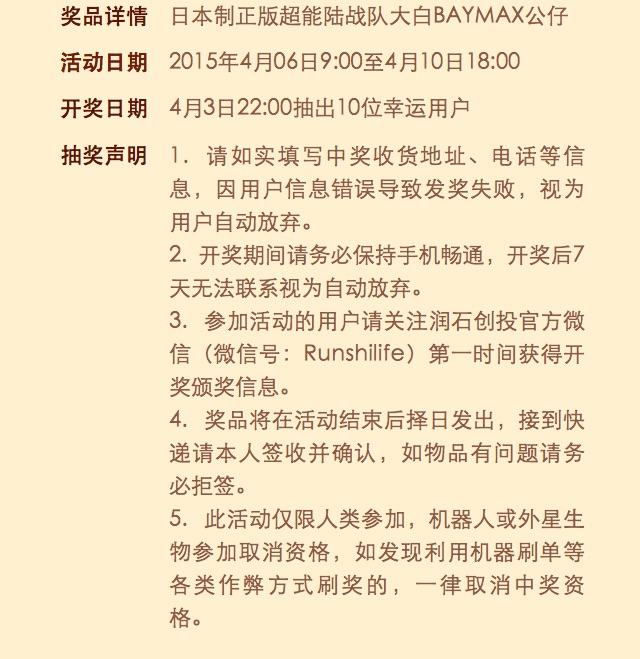 奖品详情 日本制正版超能陆战队大白BAYMAX公仔
活动日期 2015年4月06日9:00至4月10日18:00
开奖日期 4月3日22:00抽出10位幸运用户
抽奖声明 1. 请如实填写中奖收货地址、电话等信
息，因用户信息错误导致发奖失败，视为
用户自动放弃。
2. 开奖期间请务必保持手机畅通，开奖后7
天无法联系视为自动放弃。
3. 参加活动的用户请关注润石创投官方微
信（微信号：Runshilife）第一时间获得开
奖颁奖信息。
4. 奖品将在活动结束后择日发出，接到快
递请本人签收并确认，如物品有问题请务
必拒签。
5. 此活动仅限人类参加，机器人或外星生
物参加取消资格，如发现利用机器刷单等
各类作弊方式刷奖的，一律取消中奖资
格。